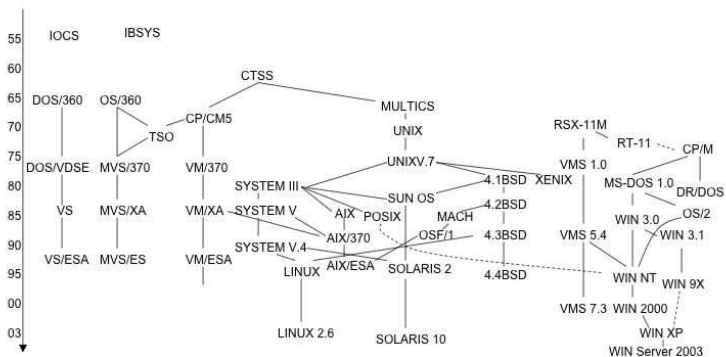 55
60
65
70
75
80
85
90
95
00
03
IOCS
IBSYS
CTSS
DOS/360
OS/360
MULTICS
CP/CM5
TSO
UNIX
RSX-11M
RT-11
CP/M
DOS/VDSE
MVS/370
VM/370
UNIXV.7
VMS 1.0
SYSTEM III
4.1BSD
XENIX
MS-DOS 1.0
DR/DOS
SUN OS
VS
MVS/XA
VM/XA
SYSTEM V
AIX
POSIX
MACH
4.2BSD
WIN 3.0
OS/2
AIX/370
OSF/1
4.3BSD
VMS 5.4
WIN 3.1
SYSTEM V.4
VS/ESA
MVS/ES
VM/ESA
LINUX
AIX/ESA
SOLARIS 2
4.4BSD
WIN NT
WIN 9X
VMS 7.3
WIN 2000
LINUX 2.6
SOLARIS 10
WIN XP
WIN Server 2003